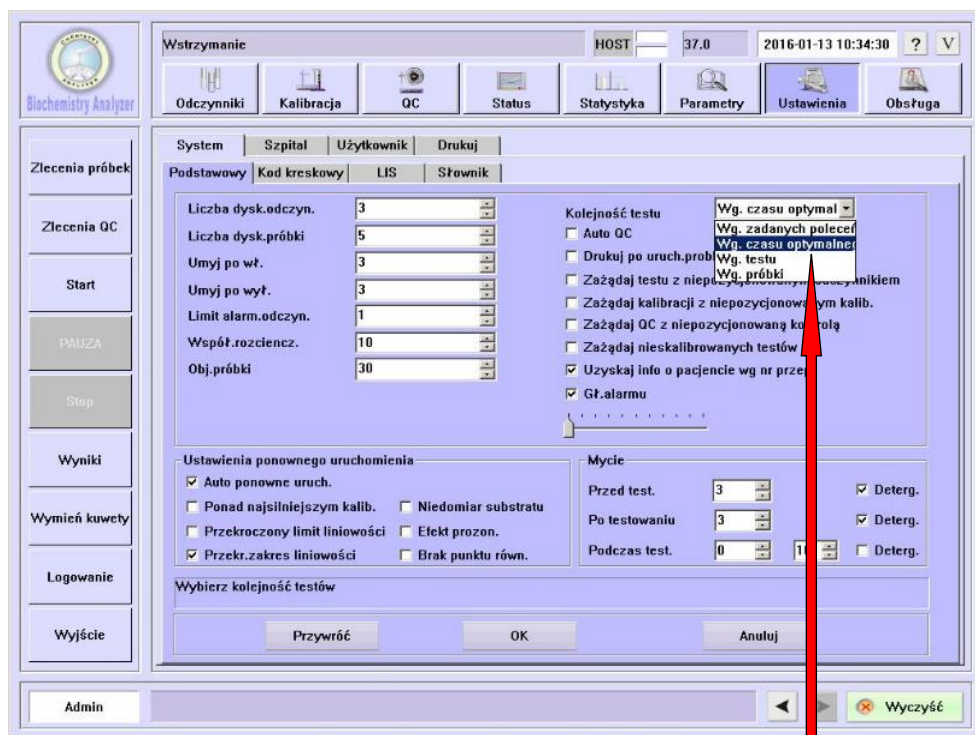 CHEMISTRY
ANALYZER
Biochemistry Analyzer
Wstrzymanie
HOST
37.0
2016-01-13 10:34:30
?
V
Odczynniki
Kalibracja
QC
Status
Statystyka
Parametry
Ustawienia
Obsługa
Zlecenia próbek
Zlecenia QC
Start
PAUZA
Stop
Wyniki
Wymień kuwety
Logowanie
Wyjście
System
Szpital
Użytkownik
Drukuj
Podstawowy
Kod kreskowy
LIS
Słownik
Liczba dysk.odczyn. 3
Liczba dysk.próbki 5
Umyj po wł. 3
Umyj po wył. 3
Limit alarm.odczyn. 1
Współ.rozciencz. 10
Obj.próbki 30
Kolejność testu Wg. czasu optymal
Wg. zadanych poleceń
Wg. czasu optymalneg
Wg. testu
Wg. próbki
Auto QC
Drukuj po uruch.prób
Zażądaj testu z
Zażądaj kalibracji z niepozycjonowanym kalib.
Zażądaj QC z niepozycjonowaną kontrolą
Zażądaj nieskalibrowanych testów
Uzyskaj info o pacjencie wg nr
Gł.alarmu
Ustawienia ponownego uruchomienia
Auto ponowne uruch.
Ponad najsilniejszym kalib.
Niedomiar substratu
Przekroczony limit liniowości
Efekt prozon.
Przekr.zakres liniowości
Brak punktu równ.
Mycie
Przed test. 3 Deterg.
Po testowaniu 3 Deterg.
Podczas test. 0 10 Deterg.
Wybierz kolejność testów
Przywróć
OK
Anuluj
Admin
Wyczyść